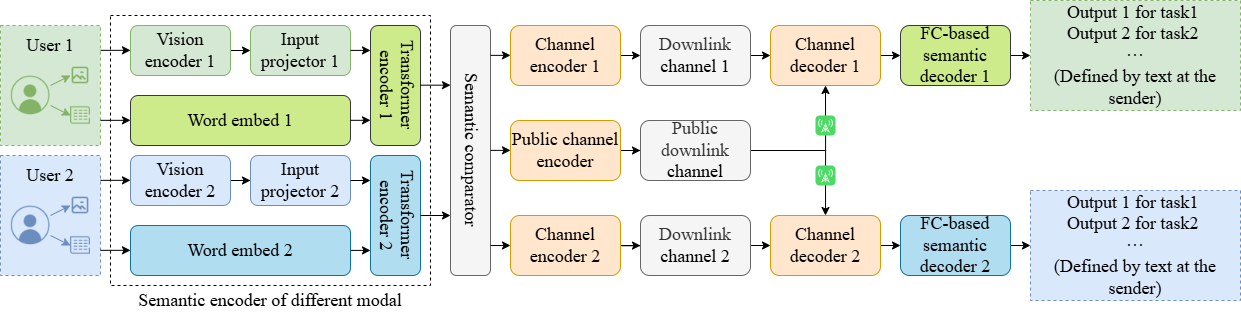 User 1
Vision
encoder 1
Input
projector 1
Transformer
encoder 1
Word embed 1
User 2
Vision
encoder 2
Input
projector 2
Transformer
encoder 2
Word embed 2
Semantic encoder of different modal
Semantic comparator
Channel
encoder 1
Downlink
channel 1
Channel
decoder 1
FC-based
semantic
decoder 1
Output 1 for task1
Output 2 for task2
...
(Defined by text at the
sender)
Public channel
encoder
Public
downlink
channel
Channel
encoder 2
Downlink
channel 2
Channel
decoder 2
FC-based
semantic
decoder 2
Output 1 for task1
Output 2 for task2
...
(Defined by text at the
sender)